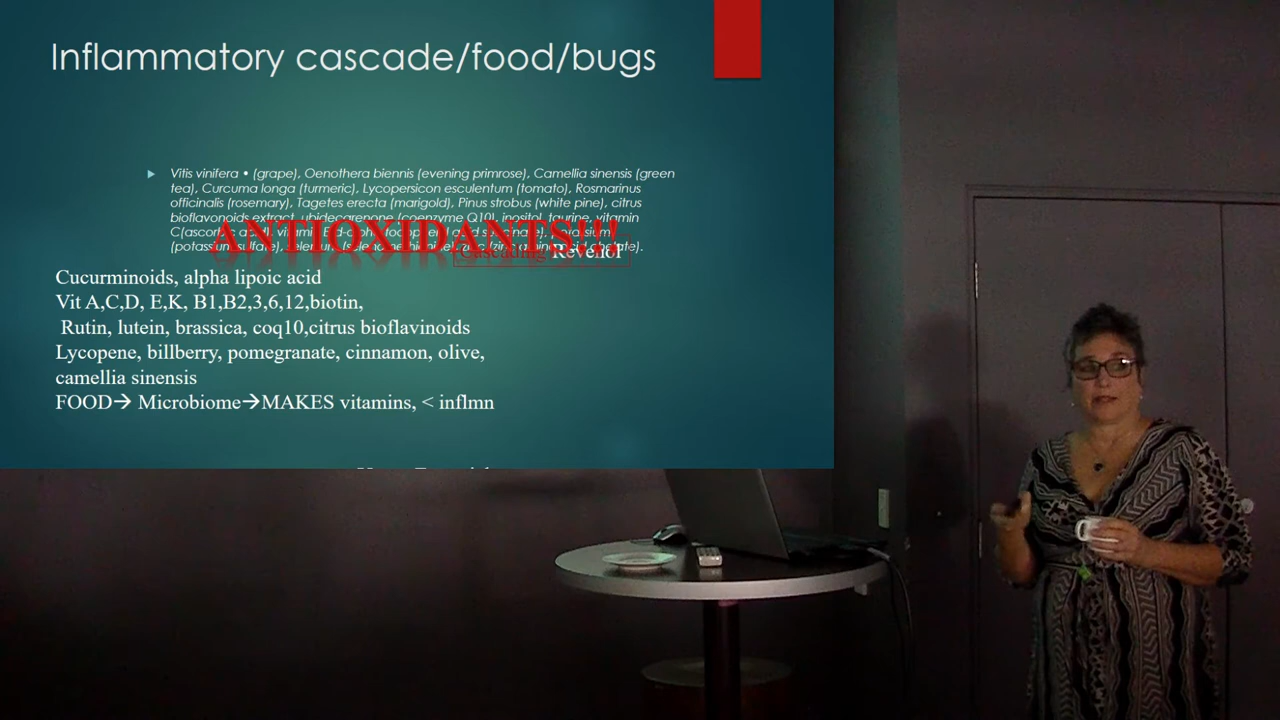 Inflammatory cascade/food/bugs
Vitis vinifera • (grape), Oenothera biennis (evening primrose), Camellia sinensis (green
tea), Curcuma longa (turmeric), Lycopersicon esculentum (tomato), Rosmarinus
officinalis (rosemary), Tagetes erecta (marigold), Pinus strobus (white pine), citrus
bioflavonoids extract, ubidecarenone (coenzyme Q10), inositol, taurine, vitamin
ANTIOXIDANTS!!!
Cascading Revenol
Cucurminoids, alpha lipoic acid
Vit A,C,D, E,K, B1,B2,3,6,12,biotin,
Rutin, lutein, brassica, coq10,citrus bioflavinoids
Lycopene, billberry, pomegranate, cinnamon, olive,
camellia sinensis
FOOD→ Microbiome→MAKES vitamins, < inflmn